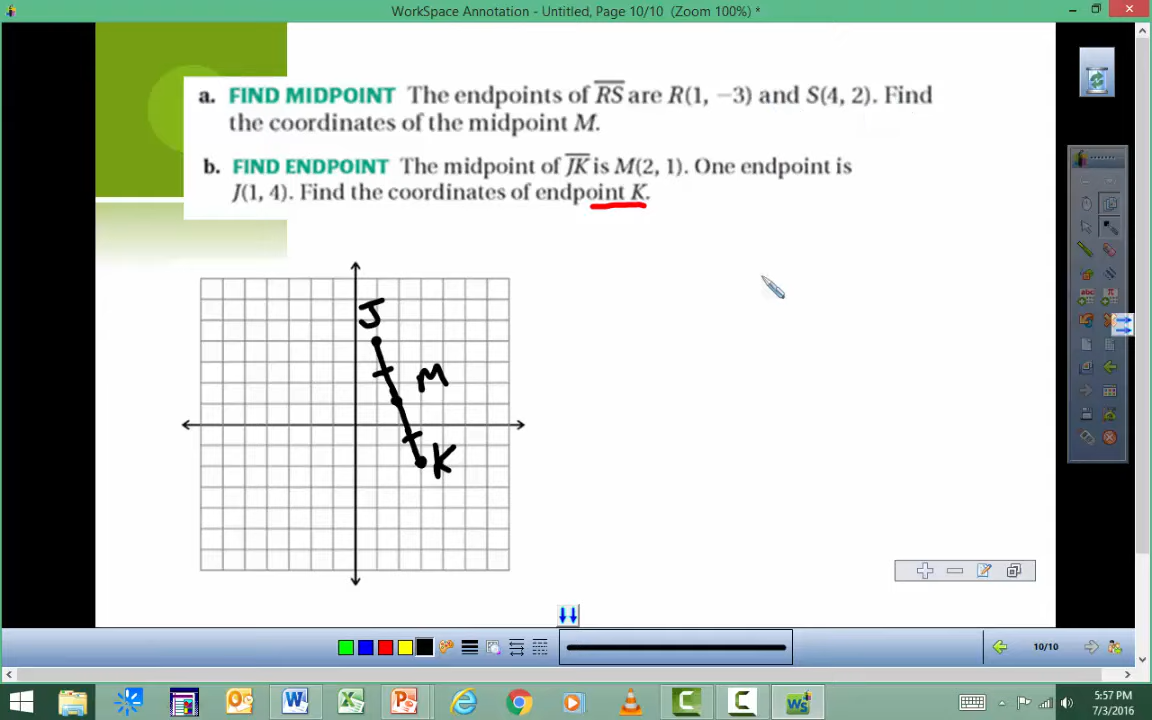 WorkSpace Annotation - Untitled, Page 10/10 (Zoom 100%) *
a. FIND MIDPOINT The endpoints of RS are R(1, −3) and S(4, 2). Find
the coordinates of the midpoint M.
b. FIND ENDPOINT The midpoint of JK is M(2, 1). One endpoint is
J(1, 4). Find the coordinates of endpoint K.
J
M
K
10/10
5:57 PM
7/3/2016